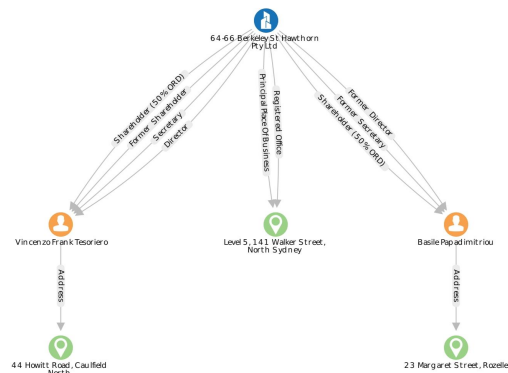 64-66 Berkeley St Hawthorn
Pty Ltd
Shareholder (50% ORD)
Former Shareholder
Secretary
Director
Principal Place Of Business
Registered Office
Former Director
Former Secretary
Shareholder (50% ORD)
Vincenzo Frank Tesoriero
Level 5, 141 Walker Street,
North Sydney
Basile Papadimitriou
Address
Address
44 Howitt Road, Caulfield
North
23 Margaret Street, Rozelle